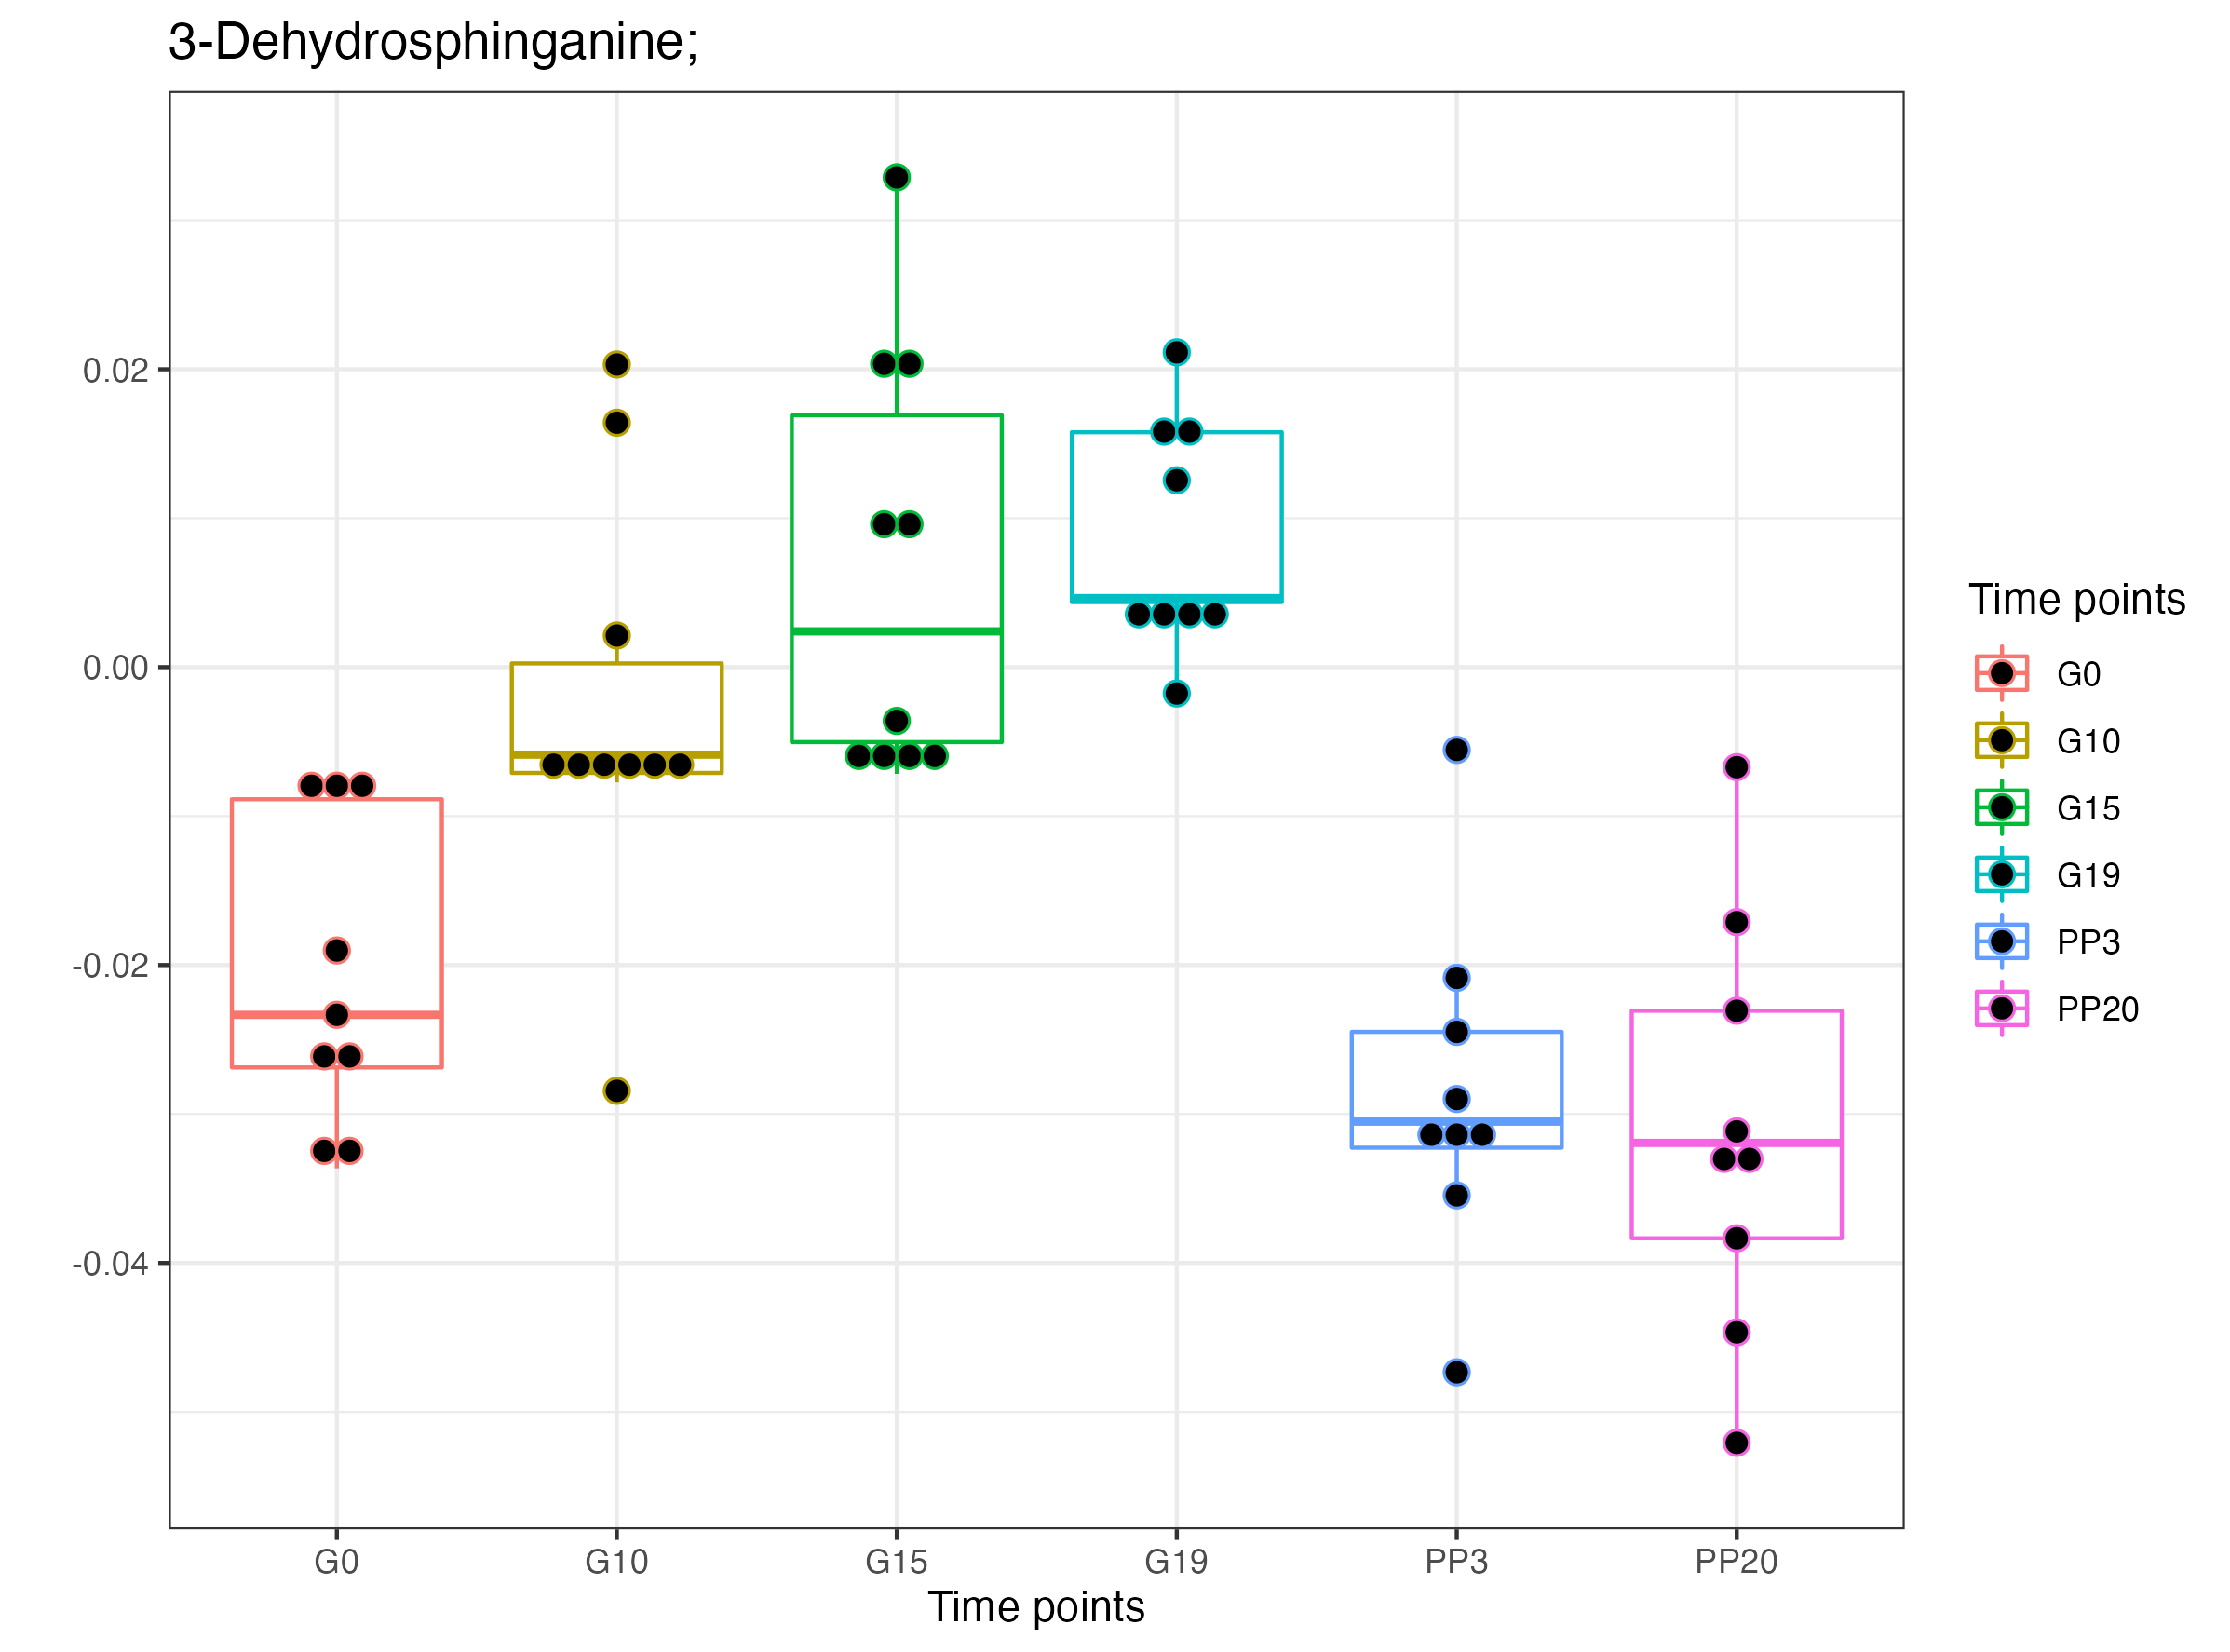 3-Dehydrosphinganine;
0.02
0.00
-0.02
-0.04
G0 G10 G15 G19 PP3 PP20
Time points
Time points
G0
G10
G15
G19
PP3
PP20